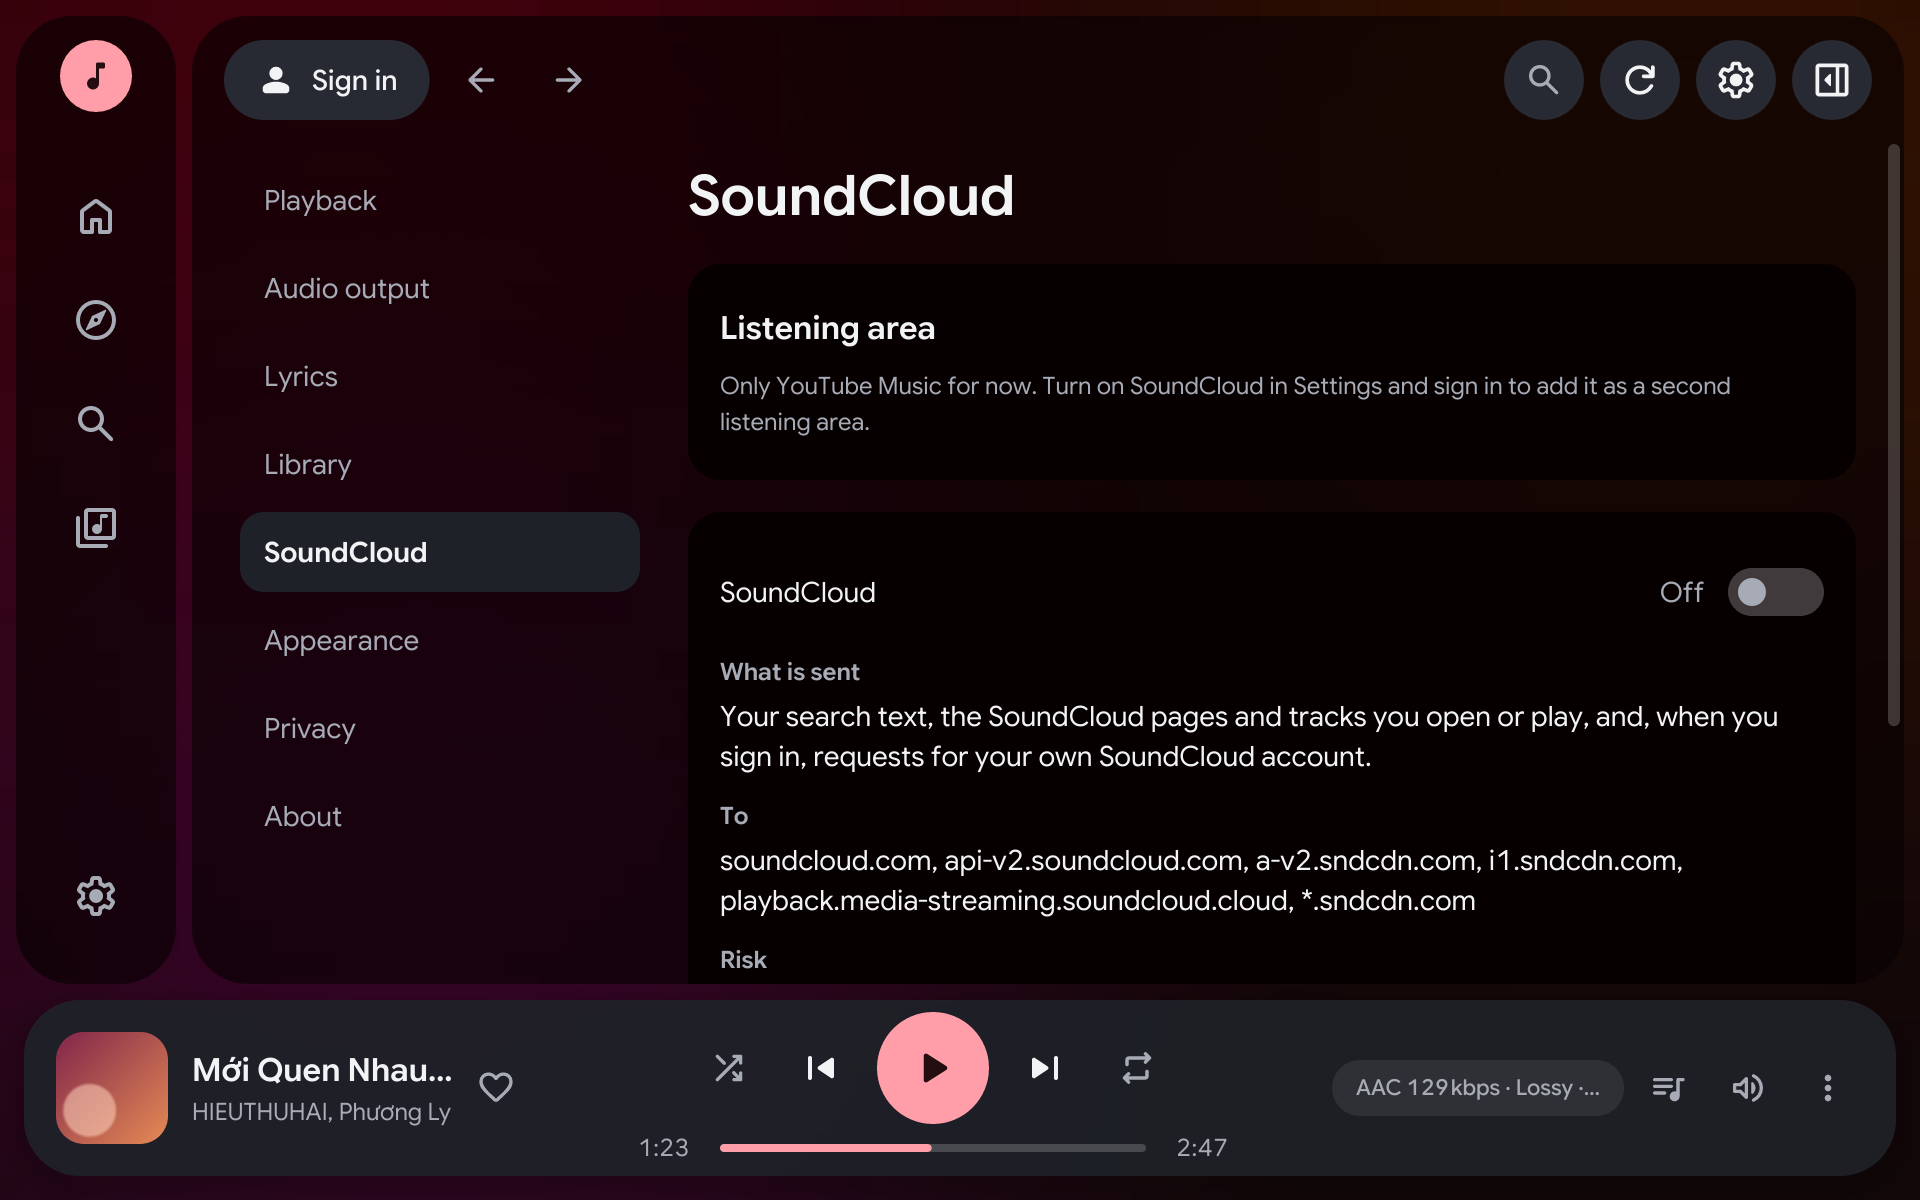 Sign in
Playback
Audio output
Lyrics
Library
SoundCloud
Appearance
Privacy
About
SoundCloud
Listening area
Only YouTube Music for now. Turn on SoundCloud in Settings and sign in to add it as a second
listening area.
SoundCloud
Off
What is sent
Your search text, the SoundCloud pages and tracks you open or play, and, when you
sign in, requests for your own SoundCloud account.
To
soundcloud.com, api-v2.soundcloud.com, a-v2.sndcdn.com, i1.sndcdn.com,
playback.media-streaming.soundcloud.cloud, *.sndcdn.com
Risk
Mới Quen Nhau...
HIEUTHUHAI, Phương Ly
1:23
2:47
AAC 129kbps · Lossy ·...